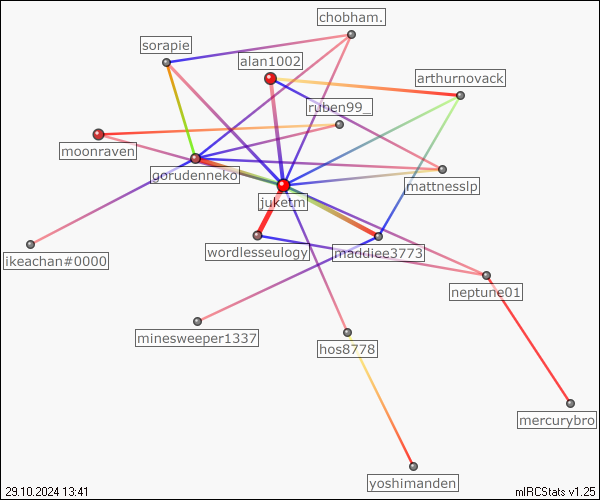 chobham.
sorapie
alan1002
arthurnovack
ruben99_
moonraven
gorudenneko
mattnesslp
juketm
wordlesseulogy
maddiee3773
ikeachan#0000
neptune01
minesweeper1337
hos8778
mercurybro
yoshimanden
29.10.2024 13:41
mIRCStats v1.25